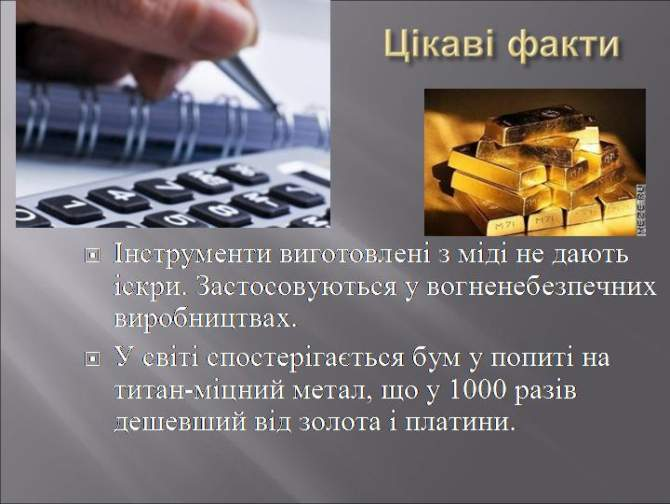 Цікаві факти
Інструменти виготовлені з міді не дають
іскри. Застосовуються у вогненебезпечних
виробництвах.
У світі спостерігається бум у попиті на
титан-міцний метал, що у 1000 разів
дешевший від золота і платини.